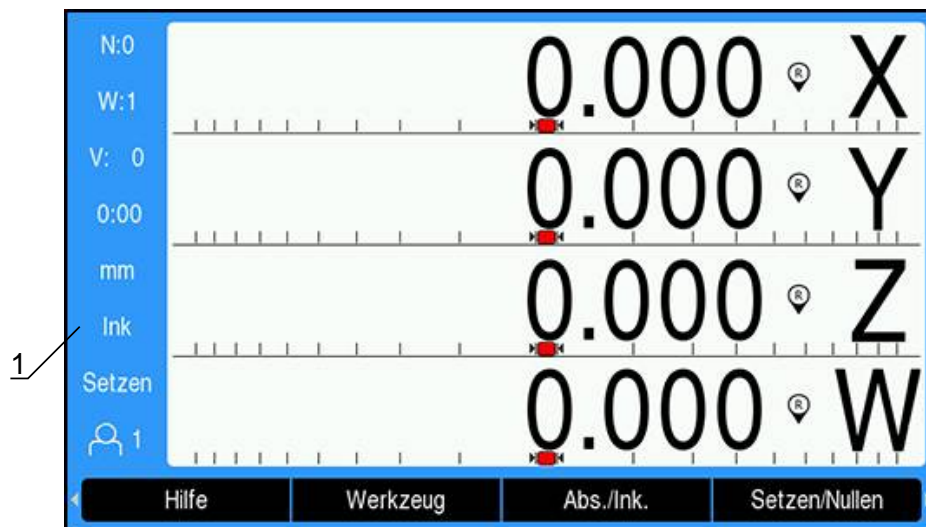 N:0
W:1
V: 0
0:00
mm
Ink
Setzen
1
1
0.000 R X
0.000 R Y
0.000 R Z
0.000 R W
Hilfe Werkzeug Abs./Ink. Setzen/Nullen